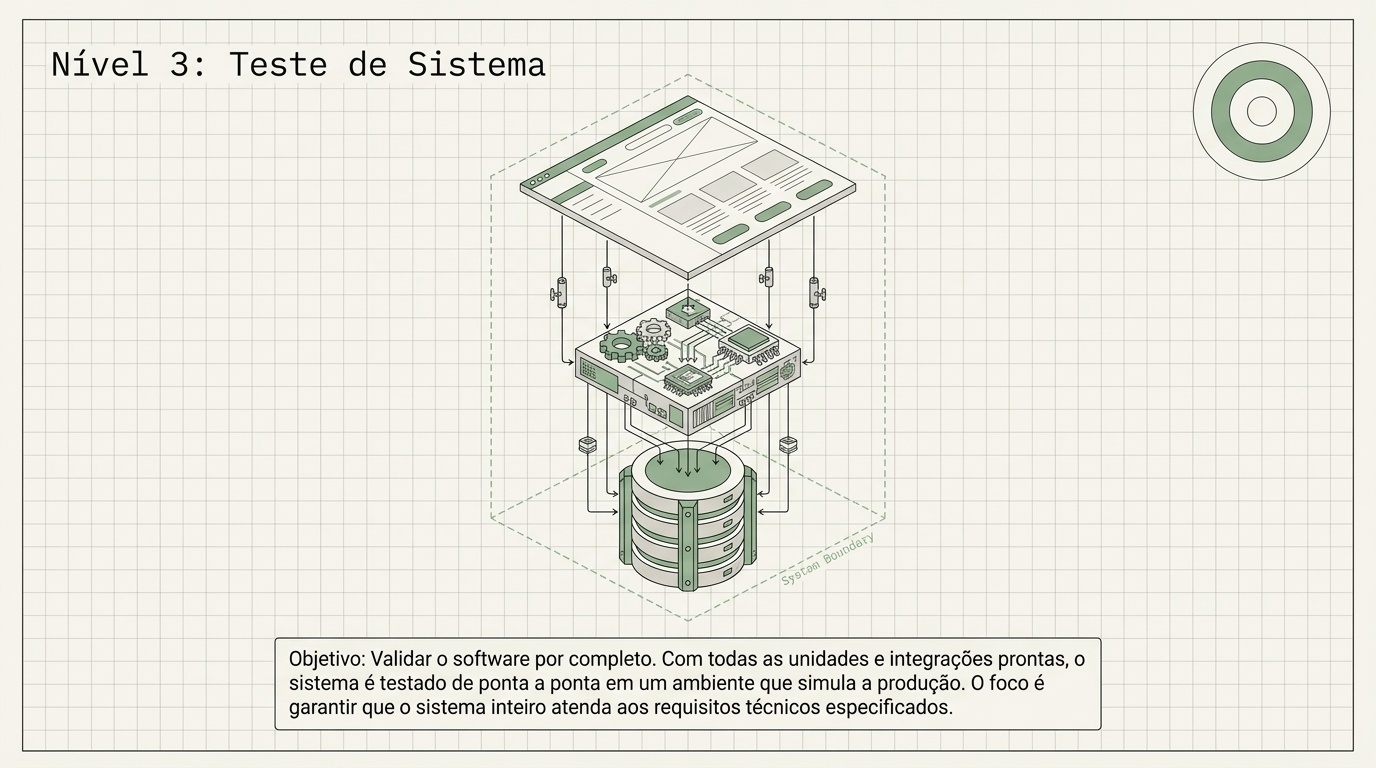 Nível 3: Teste de Sistema
System Boundary
Objetivo: Validar o software por completo. Com todas as unidades e integrações prontas, o
sistema é testado de ponta a ponta em um ambiente que simula a produção. O foco é
garantir que o sistema inteiro atenda aos requisitos técnicos especificados.